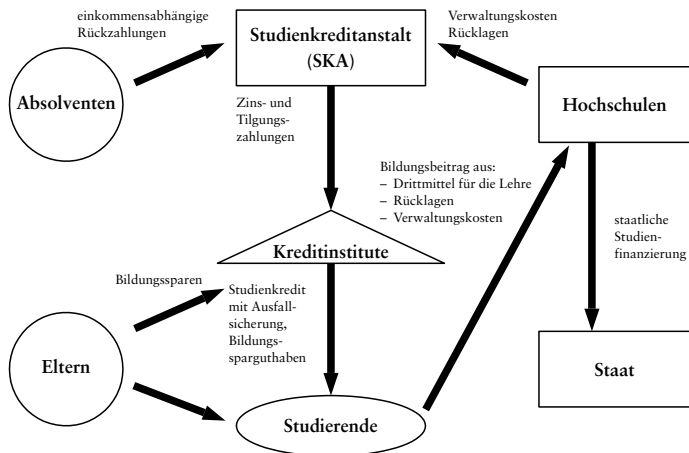 einkommensabhängige
Rückzahlungen
Studienkreditanstalt
(SKA)
Verwaltungskosten
Rücklagen
Absolventen
Hochschulen
Zins- und
Tilgungs-
zahlungen
Bildungsbeitrag aus:
– Drittmittel für die Lehre
– Rücklagen
– Verwaltungskosten
staatliche
Studien-
finanzierung
Kreditinstitute
Bildungssparen
Studienkredit
mit Ausfall-
sicherung,
Bildungs-
sparguthaben
Eltern
Staat
Studierende